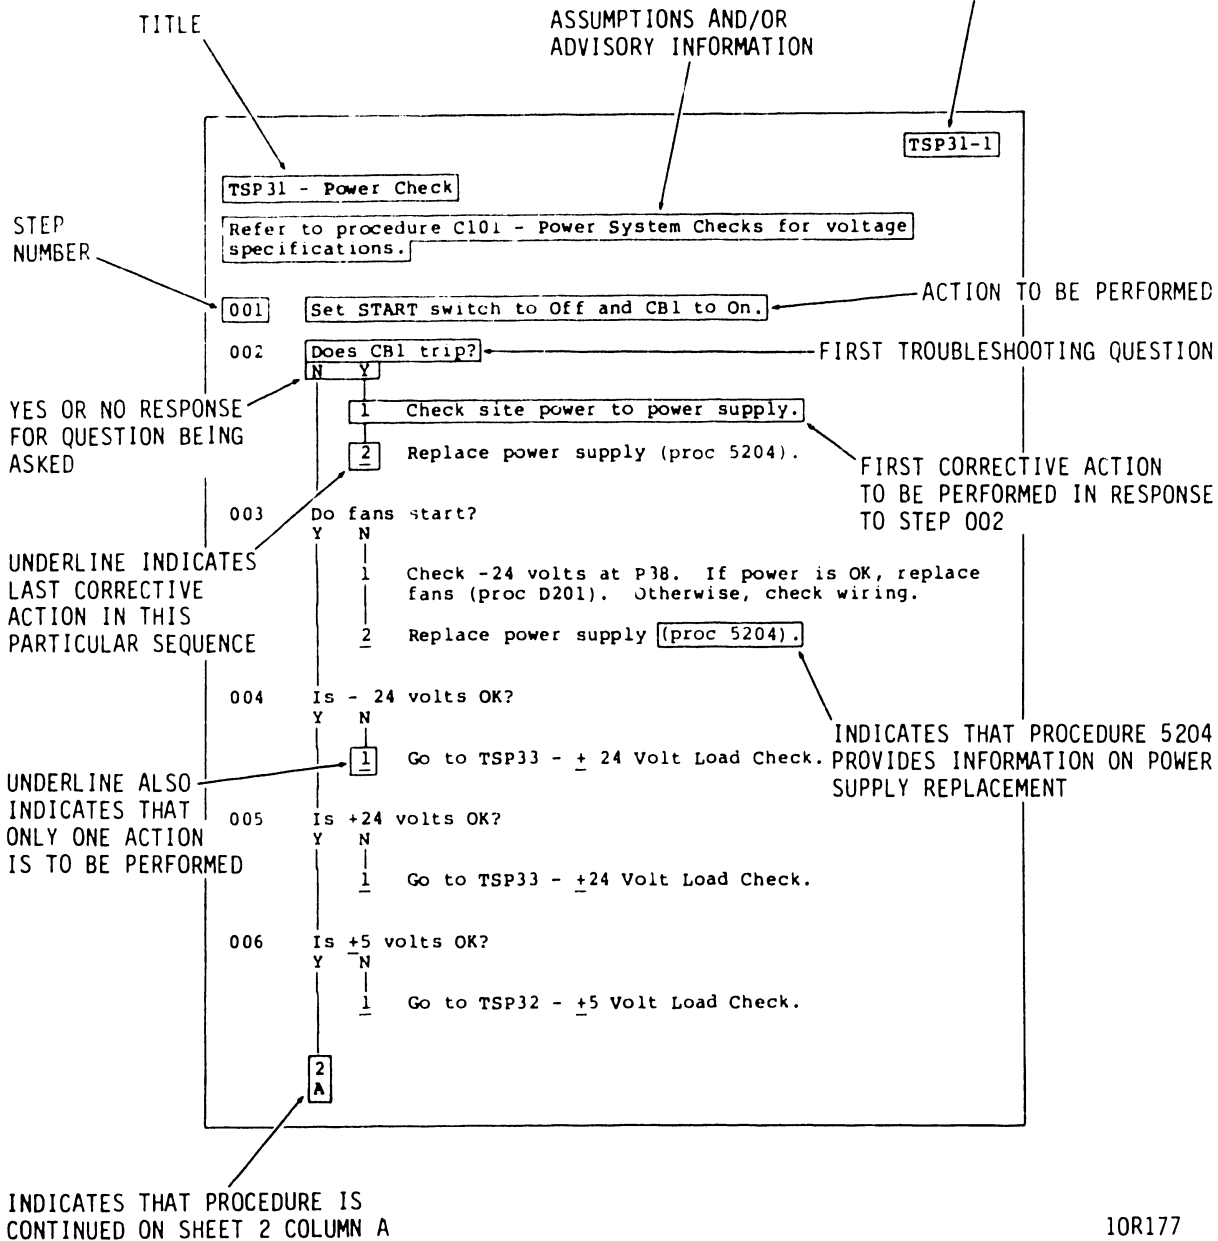 TITLE
ASSUMPTIONS AND/OR
ADVISORY INFORMATION
TSP31-1
TSP31 - Power Check
Refer to procedure C101 - Power System Checks for voltage
specifications.
STEP
NUMBER
001 Set START switch to Off and CB1 to On.
ACTION TO BE PERFORMED
002 Does CB1 trip?
N Y
FIRST TROUBLESHOOTING QUESTION
YES OR NO RESPONSE
FOR QUESTION BEING
ASKED
1 Check site power to power supply.
2 Replace power supply (proc 5204).
FIRST CORRECTIVE ACTION
TO BE PERFORMED IN RESPONSE
TO STEP 002
003 Do fans start?
Y N
UNDERLINE INDICATES
LAST CORRECTIVE
ACTION IN THIS
PARTICULAR SEQUENCE
1 Check -24 volts at P38. If power is OK, replace
fans (proc D201). Otherwise, check wiring.
2 Replace power supply (proc 5204).
004 Is - 24 volts OK?
Y N
1 Go to TSP33 - + 24 Volt Load Check.
INDICATES THAT PROCEDURE 5204
PROVIDES INFORMATION ON POWER
SUPPLY REPLACEMENT
UNDERLINE ALSO
INDICATES THAT
ONLY ONE ACTION
IS TO BE PERFORMED
005 Is +24 volts OK?
Y N
1 Go to TSP33 - ±24 Volt Load Check.
006 Is ±5 volts OK?
Y N
1 Go to TSP32 - ±5 Volt Load Check.
2
A
INDICATES THAT PROCEDURE IS
CONTINUED ON SHEET 2 COLUMN A
10R177